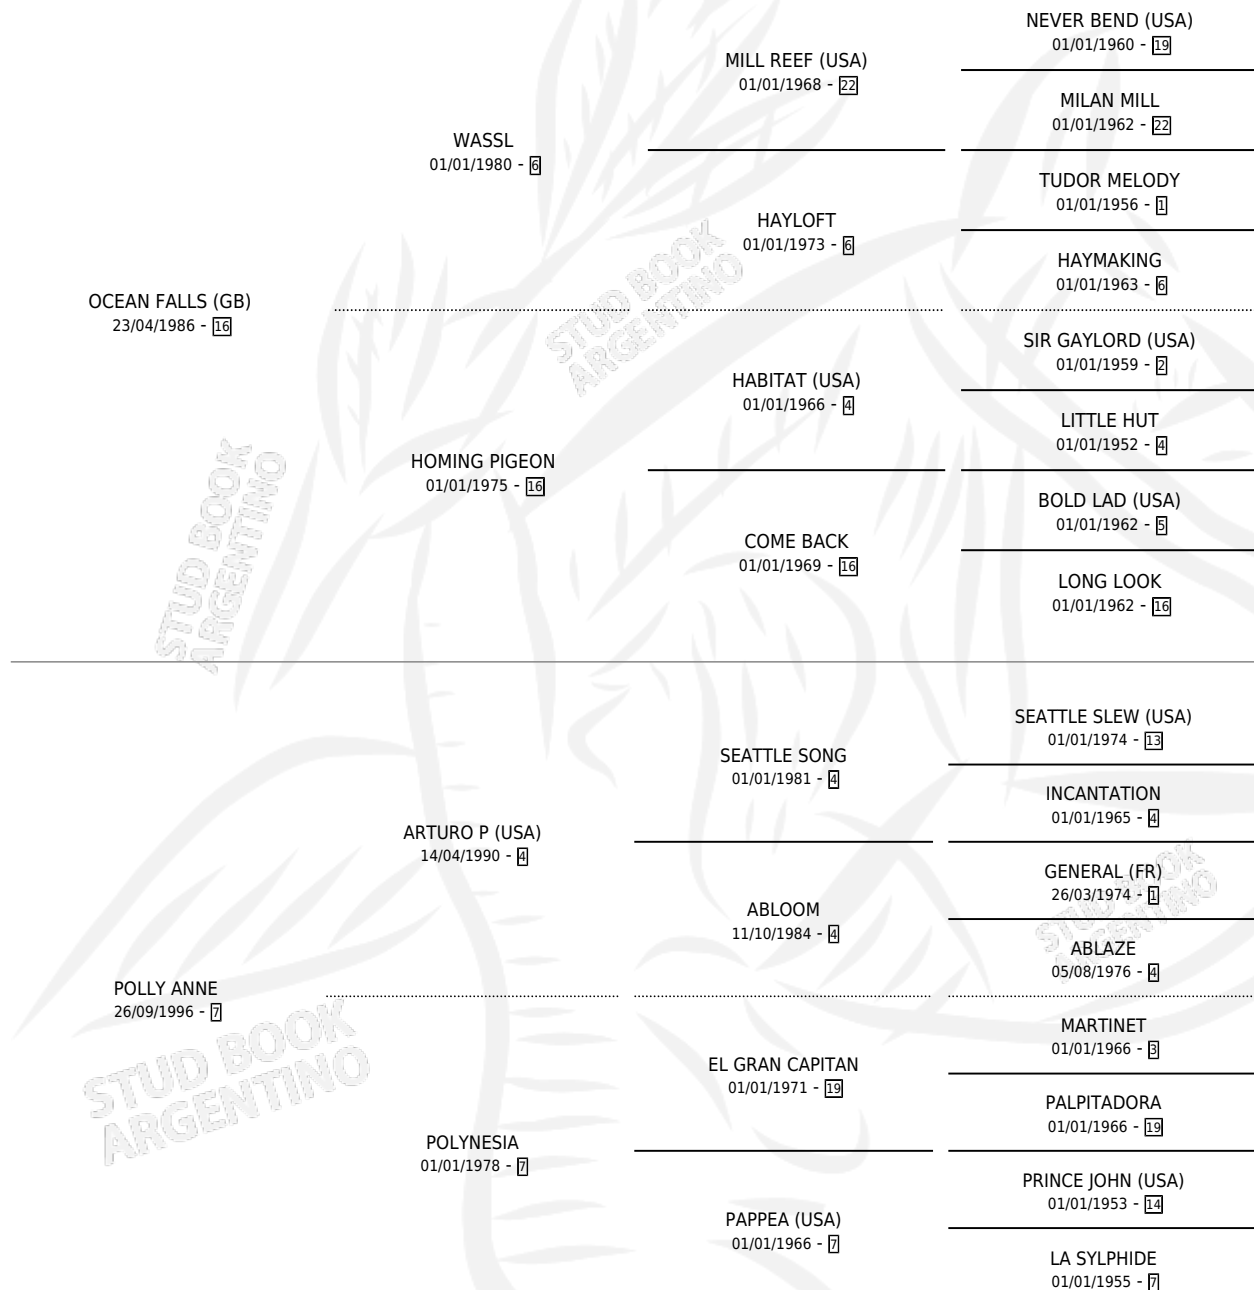 NEVER BEND (USA)
01/01/1960 - 19
MILL REEF (USA)
01/01/1968 - 22
MILAN MILL
01/01/1962 - 22
WASSL
01/01/1980 - 6
TUDOR MELODY
01/01/1956 - 1
HAYLOFT
01/01/1973 - 6
HAYMAKING
01/01/1963 - 6
OCEAN FALLS (GB)
23/04/1986 - 16
STUD BOOK
ARGENTINO
SIR GAYLORD (USA)
01/01/1959 - 2
HABITAT (USA)
01/01/1966 - 4
LITTLE HUT
01/01/1952 - 4
HOMING PIGEON
01/01/1975 - 16
BOLD LAD (USA)
01/01/1962 - 5
COME BACK
01/01/1969 - 16
LONG LOOK
01/01/1962 - 16
STUD BOOK
ARGENTINO
SEATTLE SLEW (USA)
01/01/1974 - 13
SEATTLE SONG
01/01/1981 - 4
INCANTATION
01/01/1965 - 4
ARTURO P (USA)
14/04/1990 - 4
GENERAL (FR)
26/03/1974 - 1
ABLOOM
11/10/1984 - 4
STUD BOOK
ARGENTINO
ABLAZE
05/08/1976 - 4
POLLY ANNE
26/09/1996 - 7
STUD BOOK
ARGENTINO
MARTINET
01/01/1966 - 3
EL GRAN CAPITAN
01/01/1971 - 19
PALPITADORA
01/01/1966 - 19
POLYNESIA
01/01/1978 - 7
PRINCE JOHN (USA)
01/01/1953 - 14
PAPPEA (USA)
01/01/1966 - 7
LA SYLPHIDE
01/01/1955 - 7